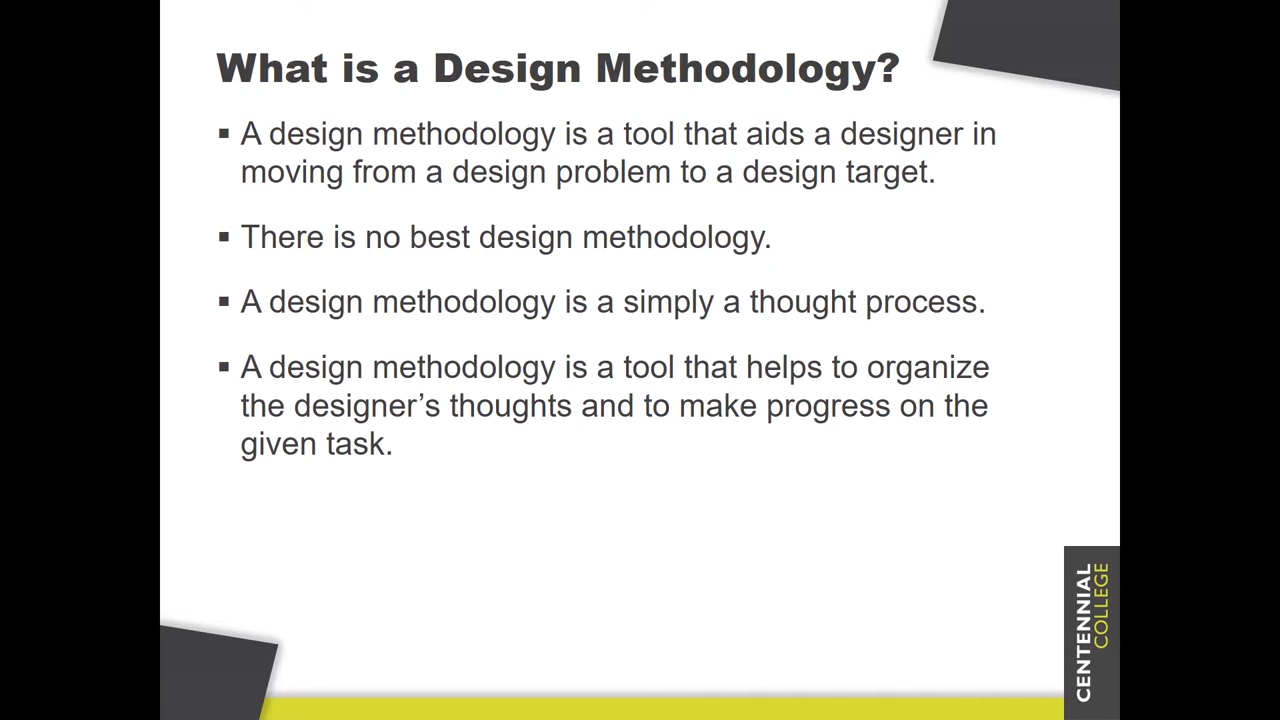 What is a Design Methodology?
▪ A design methodology is a tool that aids a designer in
moving from a design problem to a design target.
▪ There is no best design methodology.
▪ A design methodology is a simply a thought process.
▪ A design methodology is a tool that helps to organize
the designer’s thoughts and to make progress on the
given task.
CENTENNIAL
COLLEGE